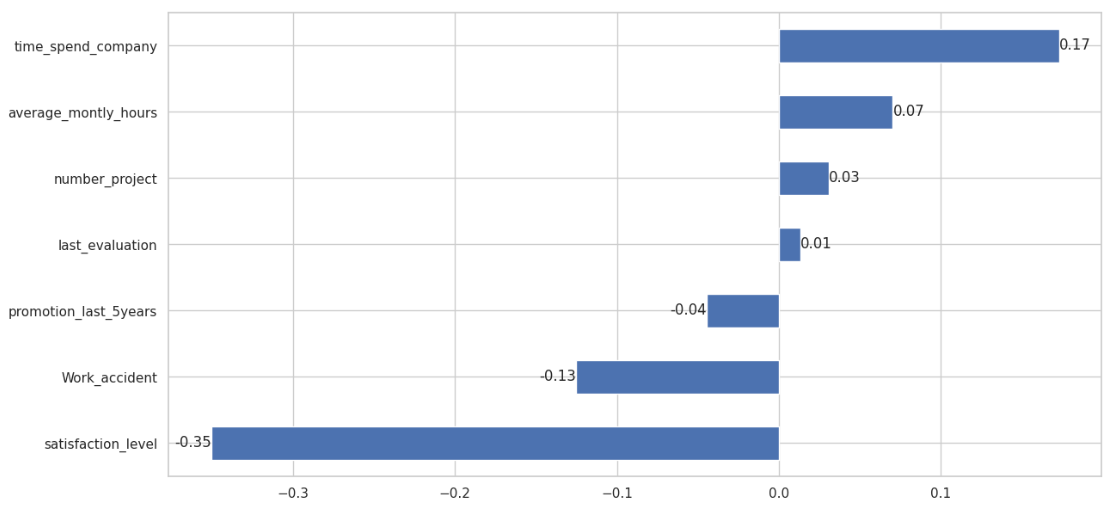 time_spend_company 0.17
average_montly_hours 0.07
number_project 0.03
last_evaluation 0.01
promotion_last_5years -0.04
Work_accident -0.13
satisfaction_level -0.35
−0.3 −0.2 −0.1 0.0 0.1